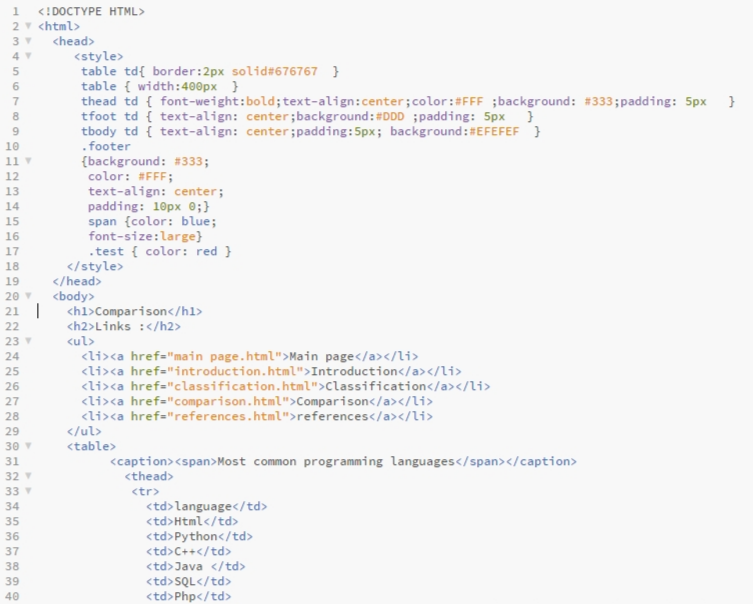 1 <!DOCTYPE HTML>
2 <html>
3 <head>
4 <style>
5 table td{ border:2px solid#676767 }
6 table { width:400px }
7 thead td { font-weight:bold;text-align:center;color:#FFF ;background: #333;padding: 5px }
8 tfoot td { text-align: center;background:#DDD ;padding: 5px }
9 tbody td { text-align: center;padding:5px; background:#EFEFEF }
10 .footer
11 {background: #333;
12 color: #FFF;
13 text-align: center;
14 padding: 10px 0;}
15 span {color: blue;
16 font-size:large}
17 .test { color: red }
18 </style>
19 </head>
20 <body>
21 <h1>Comparison</h1>
22 <h2>Links :</h2>
23 <ul>
24 <li><a href="main page.html">Main page</a></li>
25 <li><a href="introduction.html">Introduction</a></li>
26 <li><a href="classification.html">Classification</a></li>
27 <li><a href="comparison.html">Comparison</a></li>
28 <li><a href="references.html">references</a></li>
29 </ul>
30 <table>
31 <caption><span>Most common programming languages</span></caption>
32 <thead>
33 <tr>
34 <td>language</td>
35 <td>Html</td>
36 <td>Python</td>
37 <td>C++</td>
38 <td>Java </td>
39 <td>SQL</td>
40 <td>Php</td>